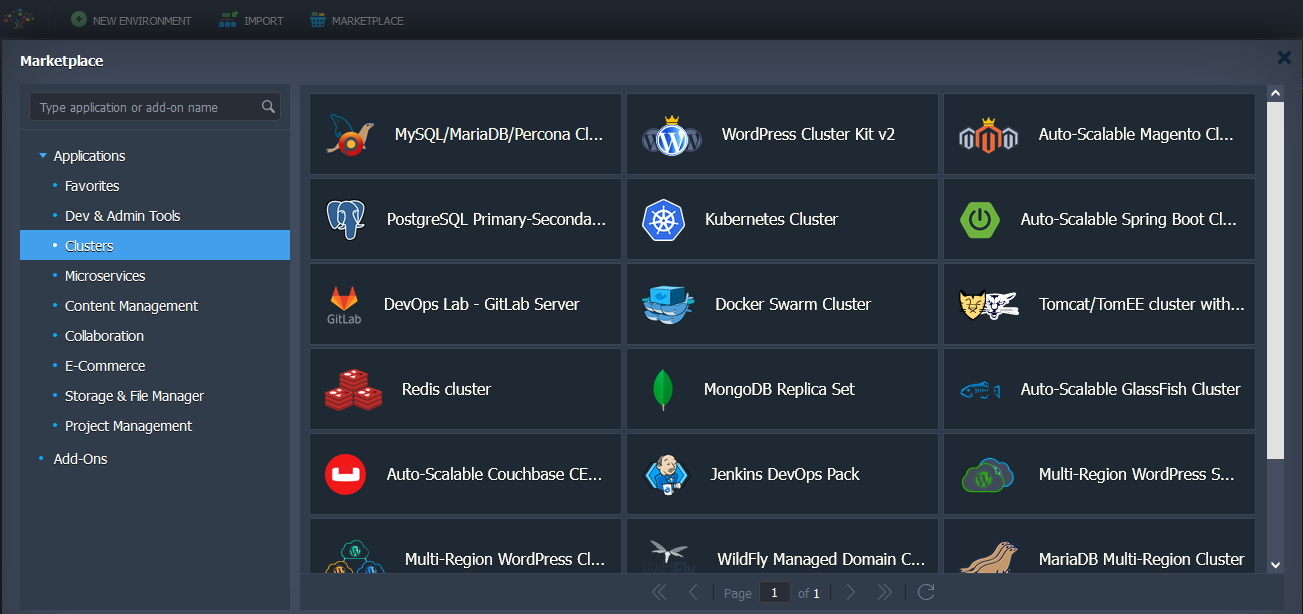 NEW ENVIRONMENT
IMPORT
MARKETPLACE
Marketplace
Type application or add-on name
Applications
Favorites
Dev & Admin Tools
Clusters
Microservices
Content Management
Collaboration
E-Commerce
Storage & File Manager
Project Management
Add-Ons
MySQL/MariaDB/Percona Cl...
WordPress Cluster Kit v2
Auto-Scalable Magento Cl...
PostgreSQL Primary-Seconda...
Kubernetes Cluster
Auto-Scalable Spring Boot Cl...
GitLab
DevOps Lab - GitLab Server
Docker Swarm Cluster
Tomcat/TomEE cluster with...
Redis cluster
MongoDB Replica Set
Auto-Scalable GlassFish Cluster
Auto-Scalable Couchbase CE...
Jenkins DevOps Pack
Multi-Region WordPress S...
Multi-Region WordPress Cl...
WildFly
WildFly Managed Domain C...
MariaDB Multi-Region Cluster
Page 1 of 1